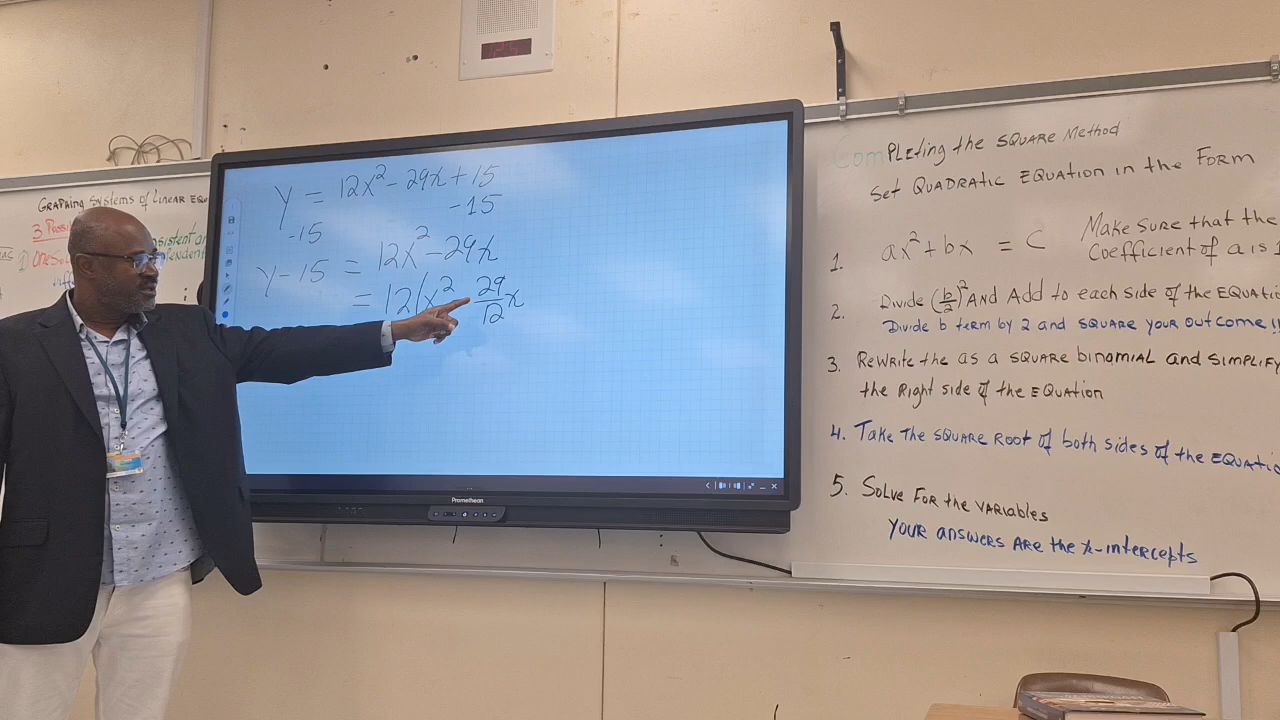 GRAPHING SYSTEMS of LINEAR EQU
3 Possi
One Sol
y = 12x² - 29x + 15
-15 -15
y - 15 = 12x² - 29x
= 12(x² 29/12 x
Promethean
COMPLEting the SQUARE Method
Set QUADRATIC EQUATION in the FORM
1. ax² + bx = C
Make Sure that the
Coefficient of a is 1
2. Divide (b/2)² AND Add to each side of the EQUATI
Divide b term by 2 and SQUARE your outcome !!
3. Rewrite the as a SQUARE binomial and SIMPLIFY
the Right side of the EQUATION
4. Take The SQUARE Root of both sides of the EQUATIO
5. Solve For the variables
Your answers are the x-intercepts